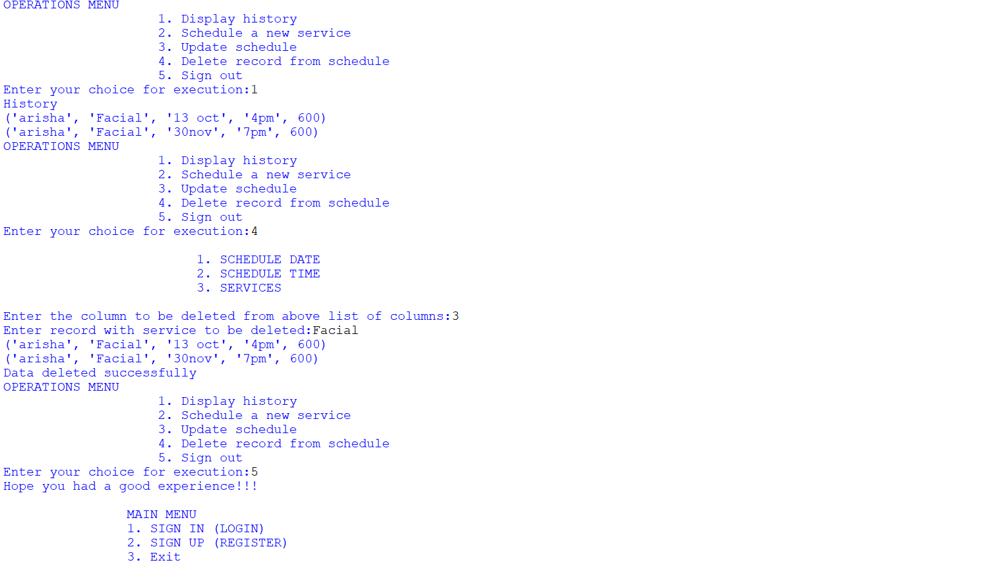 OPERATIONS MENU
1. Display history
2. Schedule a new service
3. Update schedule
4. Delete record from schedule
5. Sign out
Enter your choice for execution:1
History
('arisha', 'Facial', '13 oct', '4pm', 600)
('arisha', 'Facial', '30nov', '7pm', 600)
OPERATIONS MENU
1. Display history
2. Schedule a new service
3. Update schedule
4. Delete record from schedule
5. Sign out
Enter your choice for execution:4
1. SCHEDULE DATE
2. SCHEDULE TIME
3. SERVICES
Enter the column to be deleted from above list of columns:3
Enter record with service to be deleted:Facial
('arisha', 'Facial', '13 oct', '4pm', 600)
('arisha', 'Facial', '30nov', '7pm', 600)
Data deleted successfully
OPERATIONS MENU
1. Display history
2. Schedule a new service
3. Update schedule
4. Delete record from schedule
5. Sign out
Enter your choice for execution:5
Hope you had a good experience!!!
MAIN MENU
1. SIGN IN (LOGIN)
2. SIGN UP (REGISTER)
3. Exit